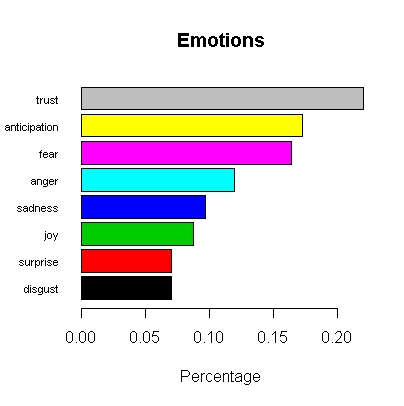 Emotions
trust
anticipation
fear
anger
sadness
joy
surprise
disgust
0.00 0.05 0.10 0.15 0.20
Percentage